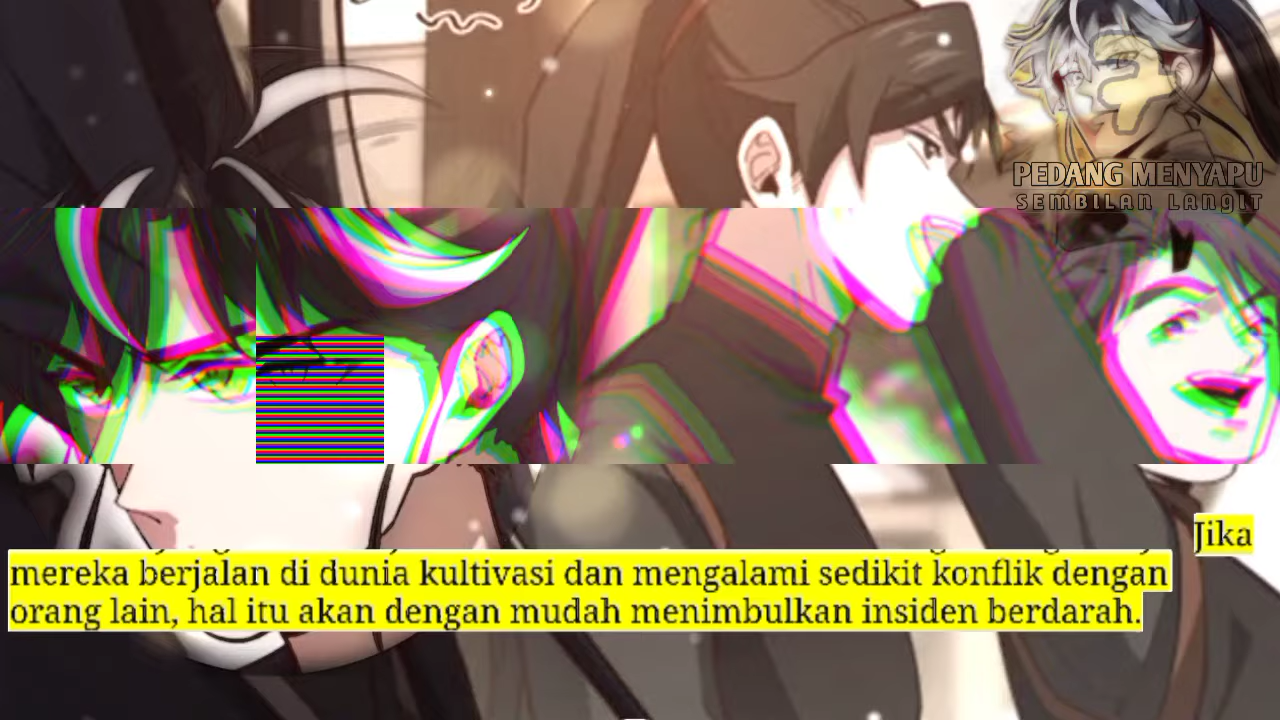 PEDANG MENYAPU
SEMBILAN LANGIT
Jika
mereka berjalan di dunia kultivasi dan mengalami sedikit konflik dengan
orang lain, hal itu akan dengan mudah menimbulkan insiden berdarah.